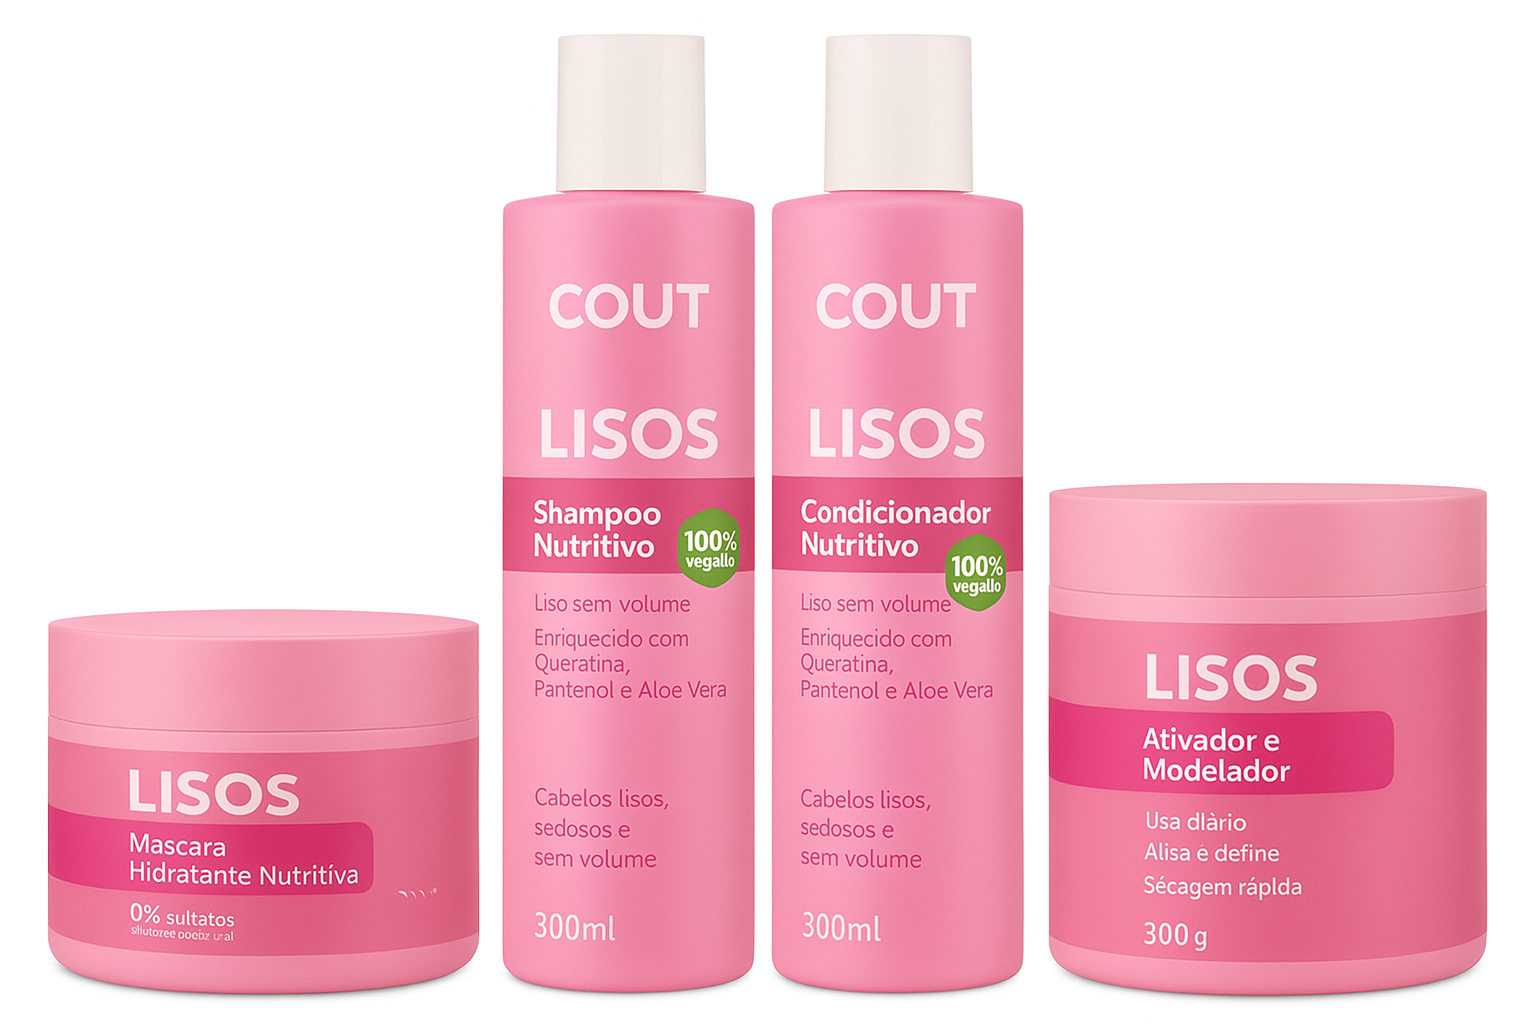 LISOS
Mascara
Hidratante Nutritíva
0% sultatos
COUT
LISOS
Shampoo
Nutritivo
100%
vegallo
Liso sem volume
Enriquecido com
Queratina,
Pantenol e Aloe Vera
Cabelos lisos,
sedosos e
sem volume
300ml
COUT
LISOS
Condicionador
Nutritivo
100%
vegallo
Liso sem volume
Enriquecido com
Queratina,
Pantenol e Aloe Vera
Cabelos lisos,
sedosos e
sem volume
300ml
LISOS
Ativador e
Modelador
Usa dlàrio
Alisa e define
Sécagem ráplda
300 g